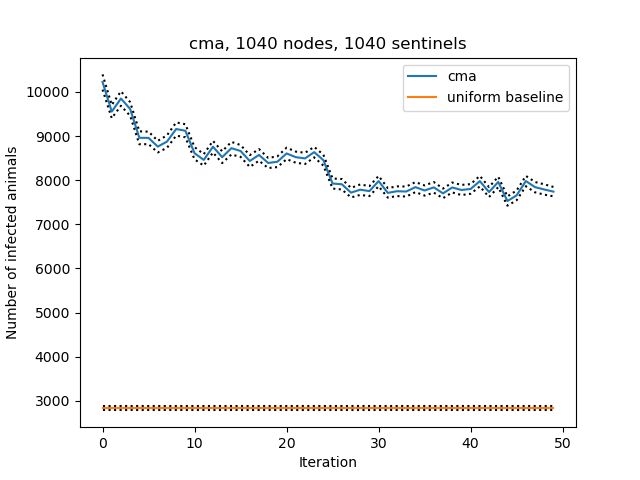 cma, 1040 nodes, 1040 sentinels
cma
uniform baseline
Number of infected animals
10000
9000
8000
7000
6000
5000
4000
3000
0 10 20 30 40 50
Iteration